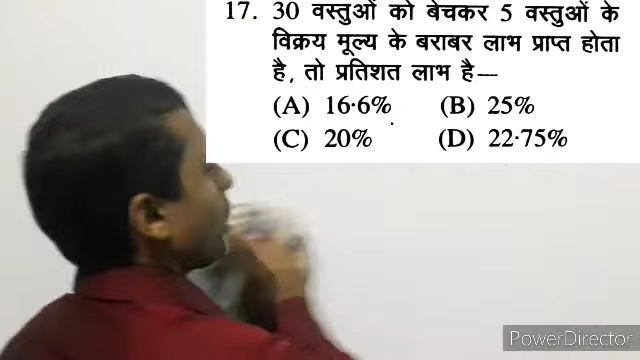 17. 30 वस्तुओं को बेचकर 5 वस्तुओं के
विक्रय मूल्य के बराबर लाभ प्राप्त होता
है, तो प्रतिशत लाभ है—
(A) 16·6% (B) 25%
(C) 20% (D) 22·75%
PowerDirector